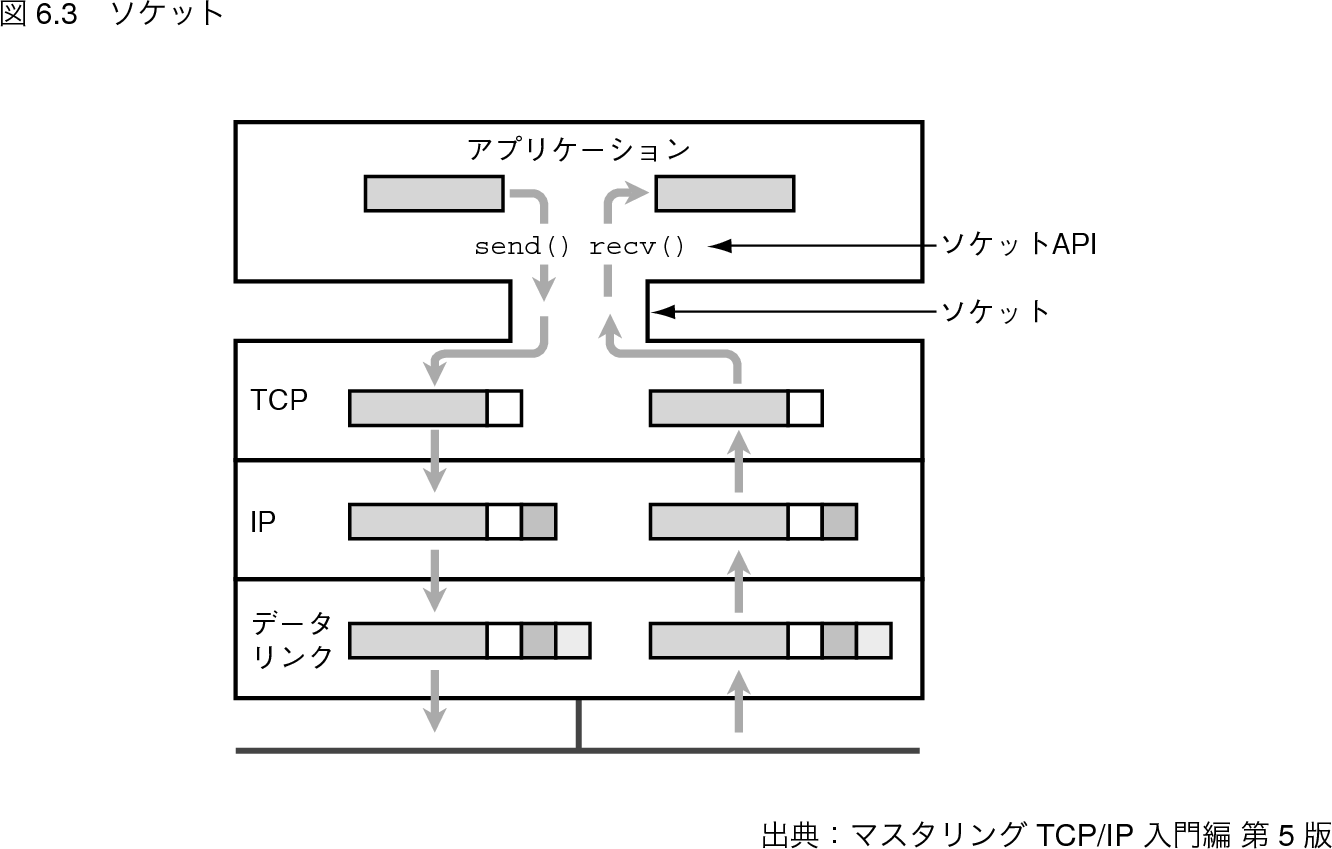 図 6.3　ソケット
アプリケーション
send() recv()
ソケットAPI
ソケット
TCP
IP
データ
リンク
出典：マスタリング TCP/IP 入門編 第 5 版